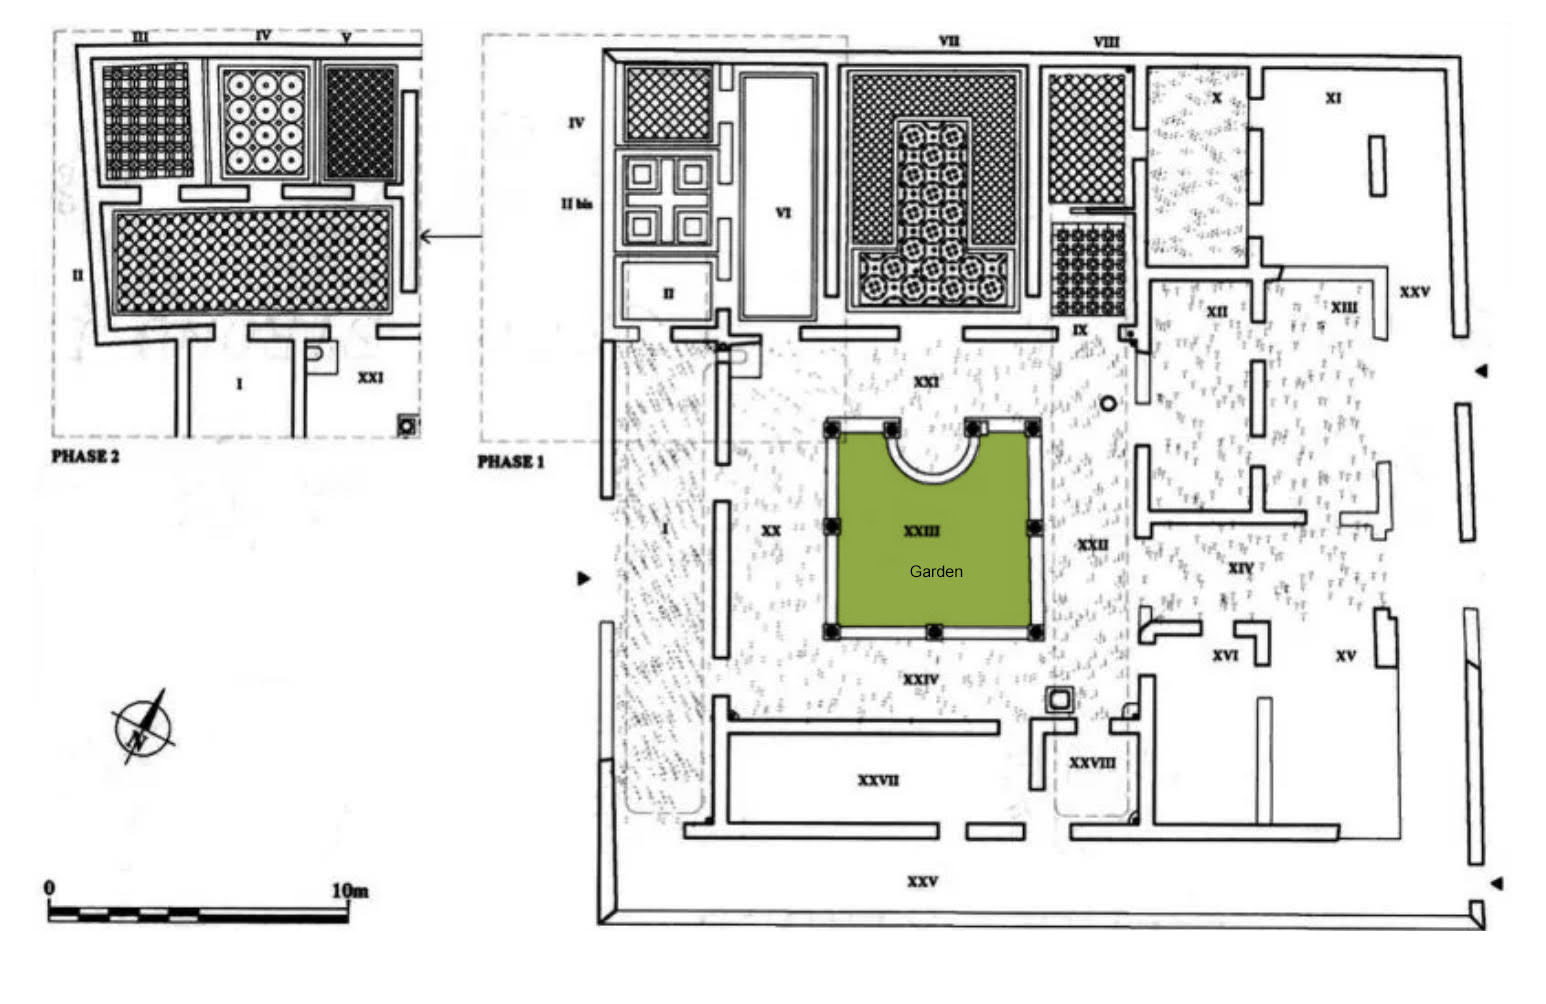 III
IV
V
II
I
XXI
PHASE 2
VII
VIII
IV
X
XI
II bis
VI
II
XII
XIII
XXV
IX
XXI
PHASE 1
I
XX
XXIII
XXII
Garden
XIV
XVI
XV
XXIV
XXVIII
XXVII
XXV
N
0
10m